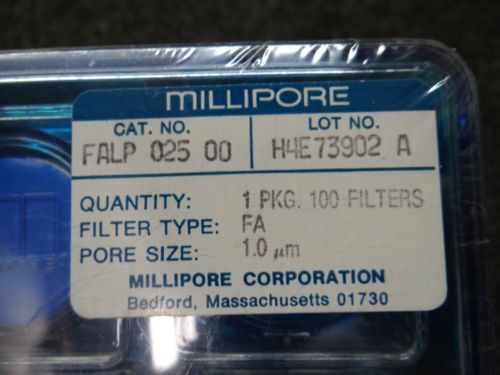 MILLIPORE
CAT. NO. LOT NO.
FALP 025 00 H4E73902 A
QUANTITY: 1 PKG. 100 FILTERS
FILTER TYPE: FA
PORE SIZE: 1.0 µm
MILLIPORE CORPORATION
Bedford, Massachusetts 01730